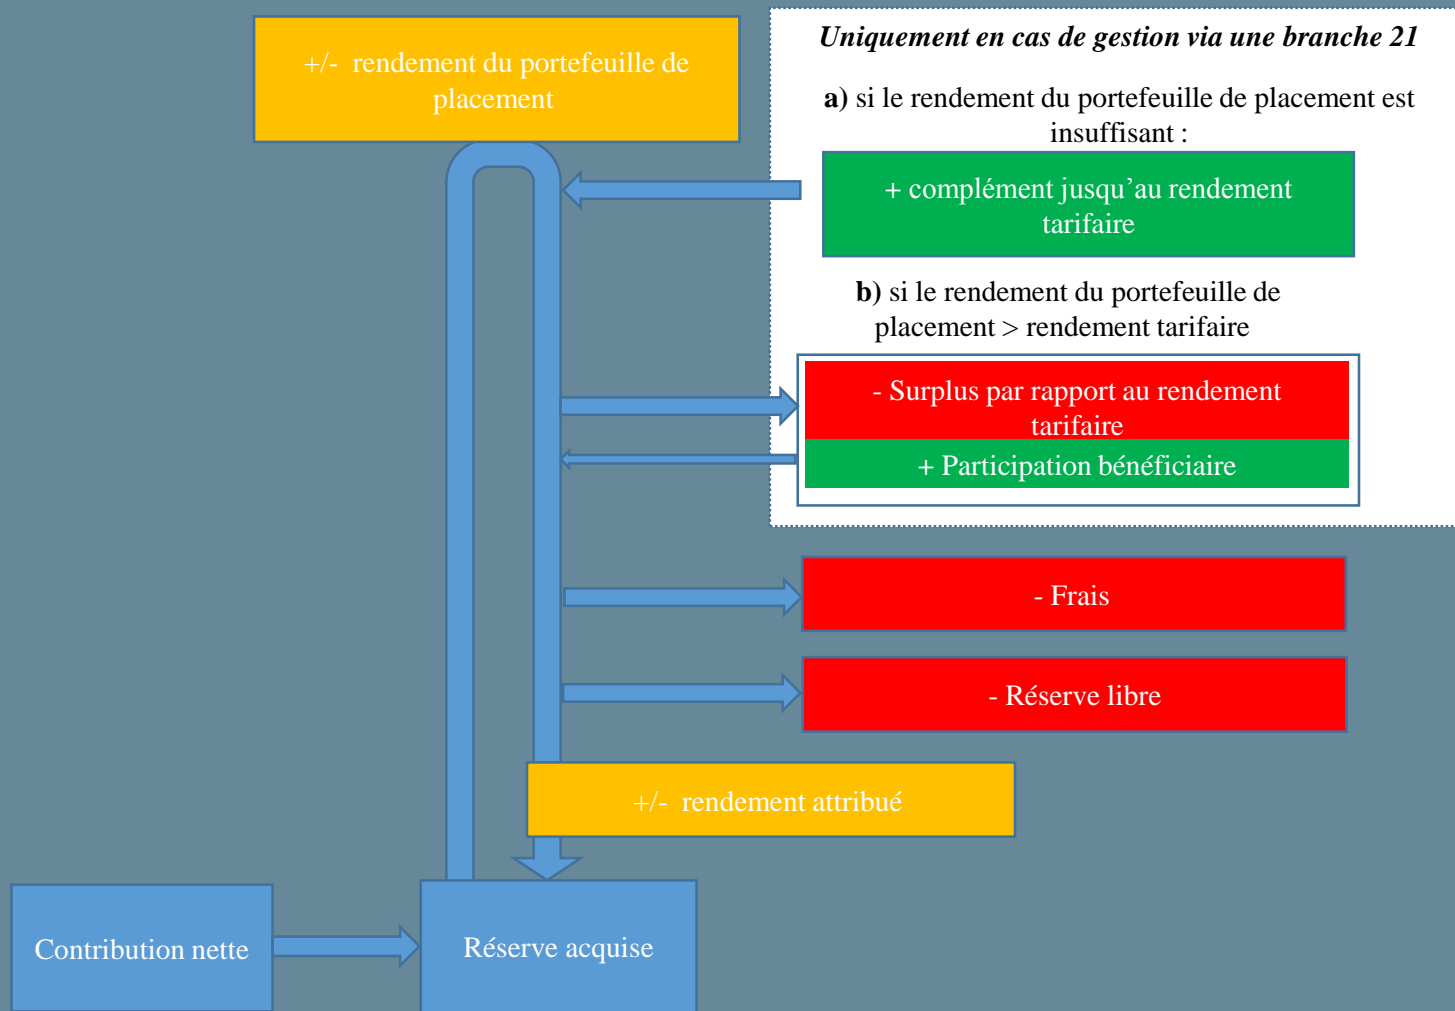 +/- rendement du portefeuille de
placement
Uniquement en cas de gestion via une branche 21
a) si le rendement du portefeuille de placement est
insuffisant :
+ complément jusqu’au rendement
tarifaire
b) si le rendement du portefeuille de
placement > rendement tarifaire
- Surplus par rapport au rendement
tarifaire
+ Participation bénéficiaire
- Frais
- Réserve libre
+/- rendement attribué
Contribution nette
Réserve acquise